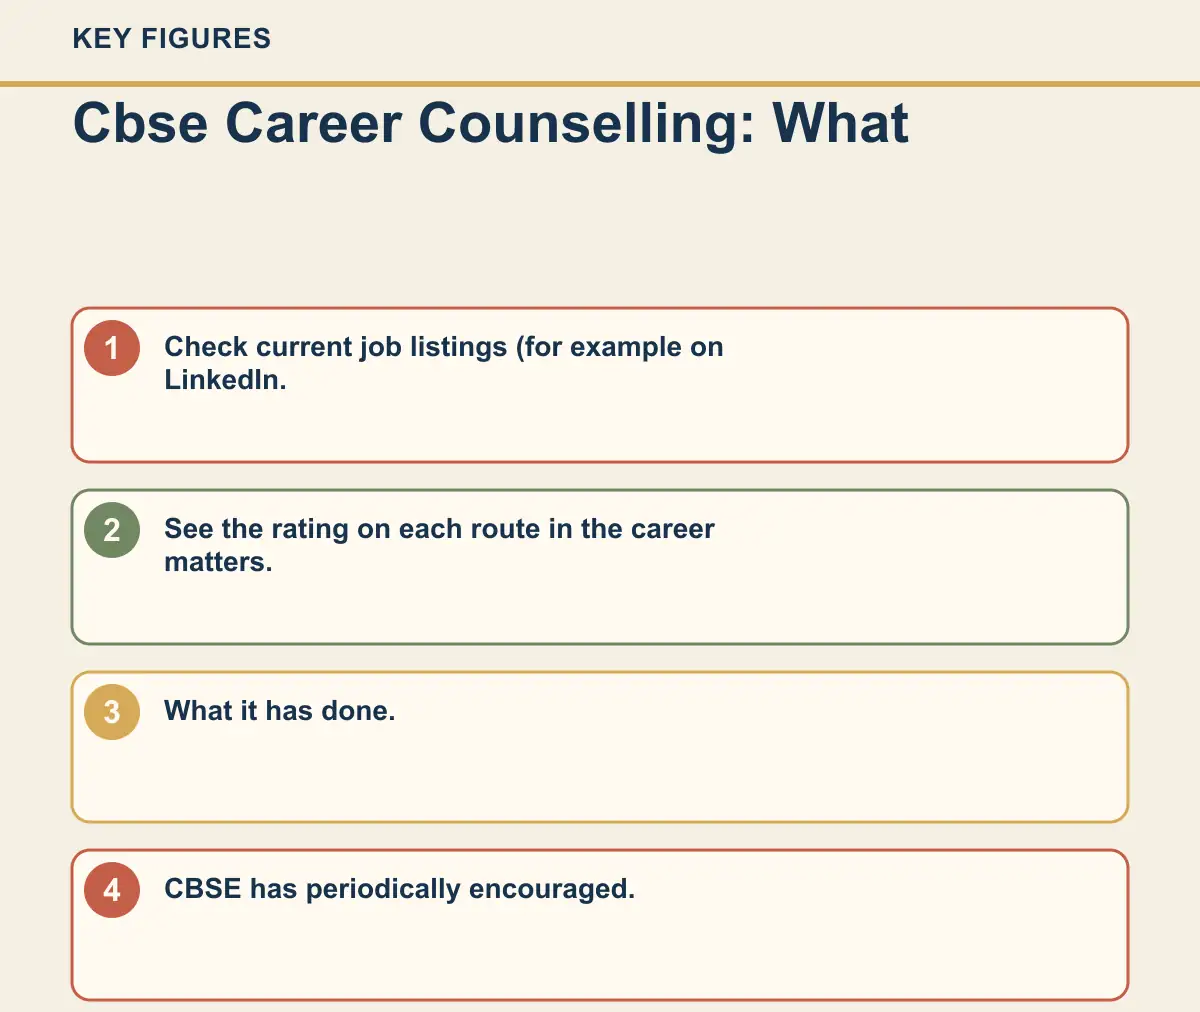 KEY FIGURES
Cbse Career Counselling: What
1
Check current job listings (for example on
LinkedIn.
2
See the rating on each route in the career
matters.
3
What it has done.
4
CBSE has periodically encouraged.